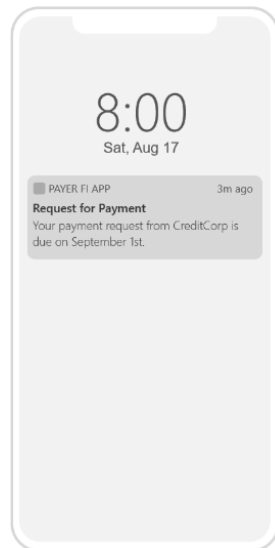 8:00
Sat, Aug 17
PAYER FI APP 3m ago
Request for Payment
Your payment request from CreditCorp is
due on September 1st.